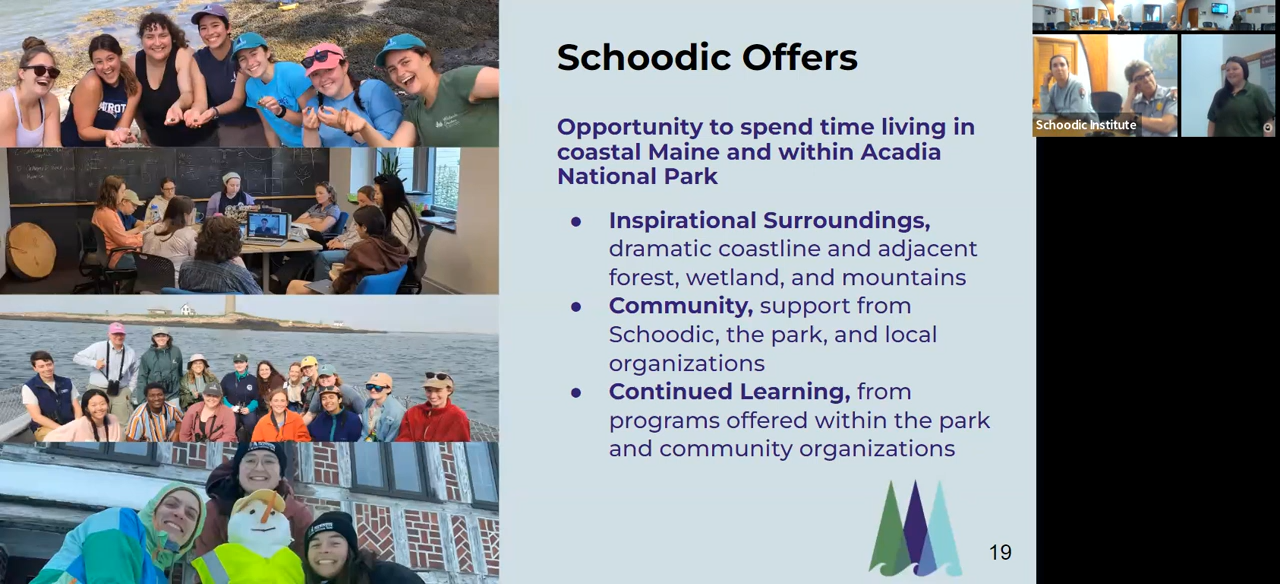 Schoodic Offers
Opportunity to spend time living in
coastal Maine and within Acadia
National Park
● Inspirational Surroundings,
dramatic coastline and adjacent
forest, wetland, and mountains
● Community, support from
Schoodic, the park, and local
organizations
● Continued Learning, from
programs offered within the park
and community organizations
19
Schoodic Institute